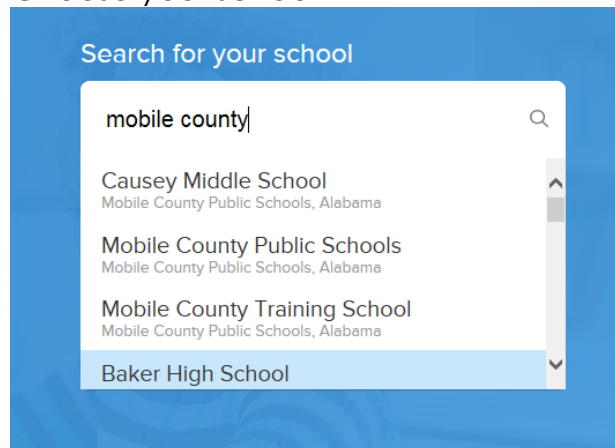 Search for your school
mobile county
Causey Middle School
Mobile County Public Schools, Alabama
Mobile County Public Schools
Mobile County Public Schools, Alabama
Mobile County Training School
Mobile County Public Schools, Alabama
Baker High School